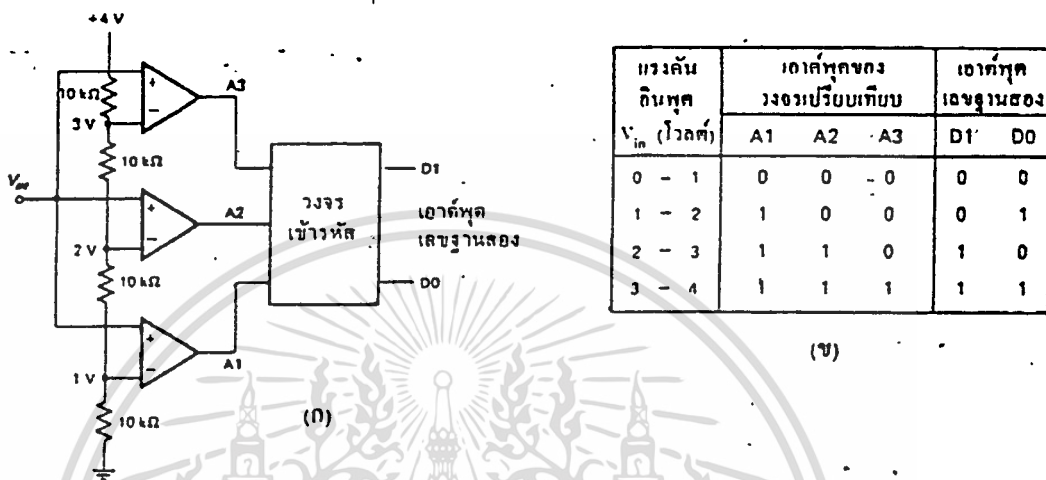 +4 V
10 kΩ
3 V
10 kΩ
2 V
10 kΩ
1 V
10 kΩ
A3
A2
A1
วงจร
เข้ารหัส
D1
เอาต์พุต
เลขฐานสอง
D0
(ก)
แรงดัน อินพุต V in (โวลต์) | เอาต์พุตของ วงจรเปรียบเทียบ | เอาต์พุต เลขฐานสอง
A1 A2 A3 D1 D0
0 - 1 0 0 0 0 0
1 - 2 1 0 0 0 1
2 - 3 1 1 0 1 0
3 - 4 1 1 1 1 1
(ข)